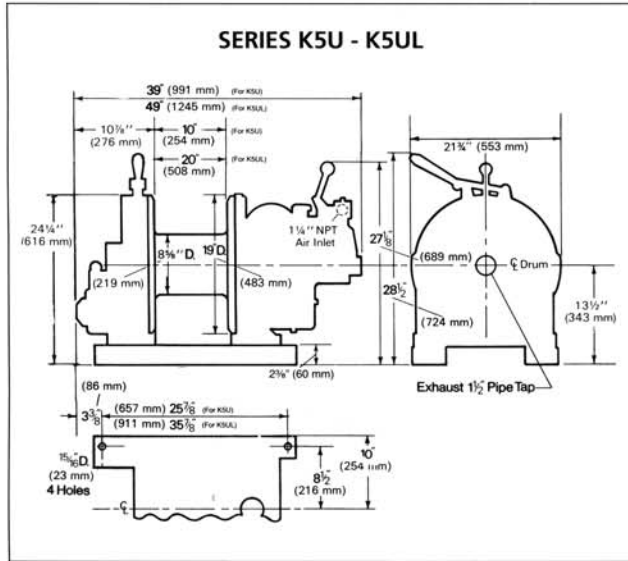 SERIES K5U - K5UL
39" (991 mm) (For K5U)
49" (1245 mm) (For K5UL)
10⅞" 10" (For K5U)
(276 mm) (254 mm)
20" (For K5UL)
(508 mm)
21¾" (553 mm)
24¼"
(616 mm)
1¼" NPT
Air Inlet
8⅝" D.
19" D.
(219 mm)
(483 mm)
27⅛"
(689 mm)
28½"
(724 mm)
℄ Drum
13½"
(343 mm)
2⅜" (60 mm)
Exhaust 1½" Pipe Tap
(86 mm)
3⅜"
(657 mm) 25⅞" (For K5U)
(911 mm) 35⅞" (For K5UL)
15/16" D.
(23 mm)
4 Holes
10"
(254 mm)
8½"
(216 mm)
℄